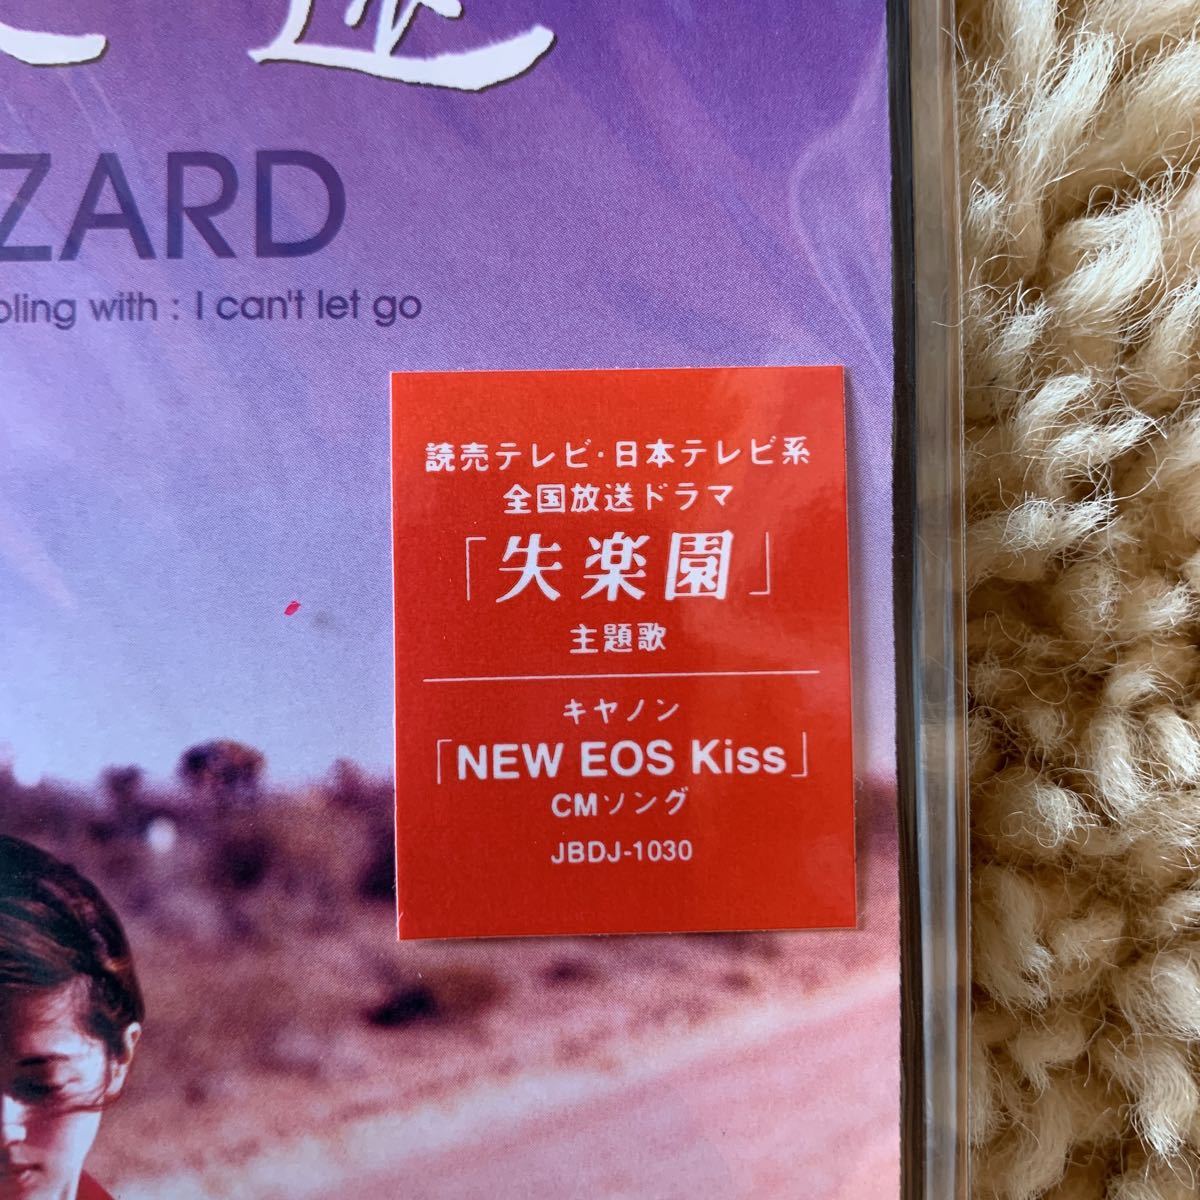 ZARD
with : I can't let go
読売テレビ・日本テレビ系
全国放送ドラマ
「失楽園」
主題歌
キヤノン
「NEW EOS Kiss」
CMソング
JBDJ-1030